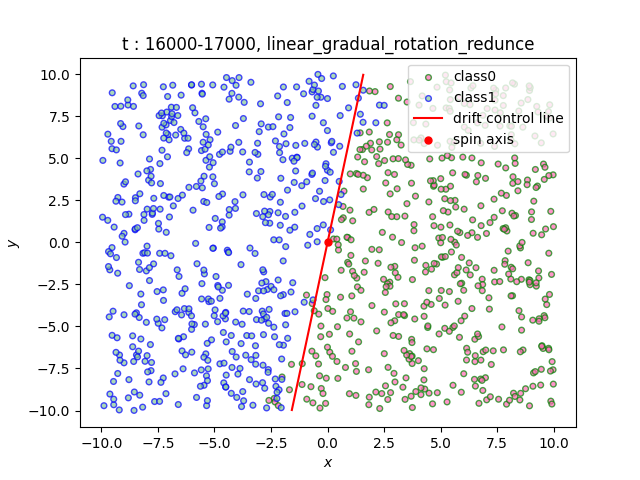 t : 16000-17000, linear_gradual_rotation_redunce
class0
class1
drift control line
spin axis
10.0
7.5
5.0
2.5
0.0
−2.5
−5.0
−7.5
−10.0
y
−10.0 −7.5 −5.0 −2.5 0.0 2.5 5.0 7.5 10.0
x